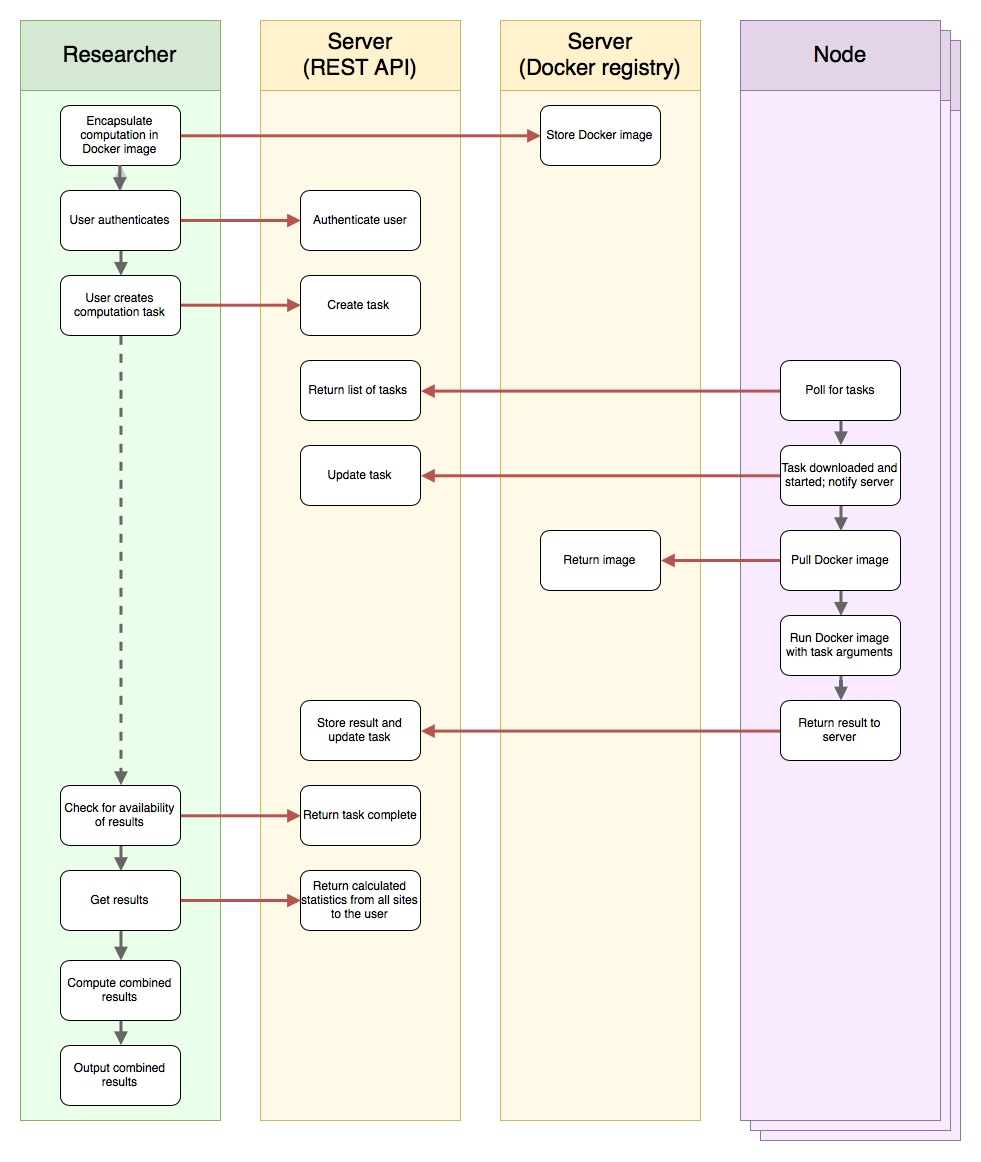 Researcher
Server
(REST API)
Server
(Docker registry)
Node
Encapsulate
computation in
Docker image
Store Docker image
User authenticates
Authenticate user
User creates
computation task
Create task
Return list of tasks
Poll for tasks
Update task
Task downloaded and
started; notify server
Return image
Pull Docker image
Run Docker image
with task arguments
Store result and
update task
Return result to
server
Check for availability
of results
Return task complete
Get results
Return calculated
statistics from all sites
to the user
Compute combined
results
Output combined
results